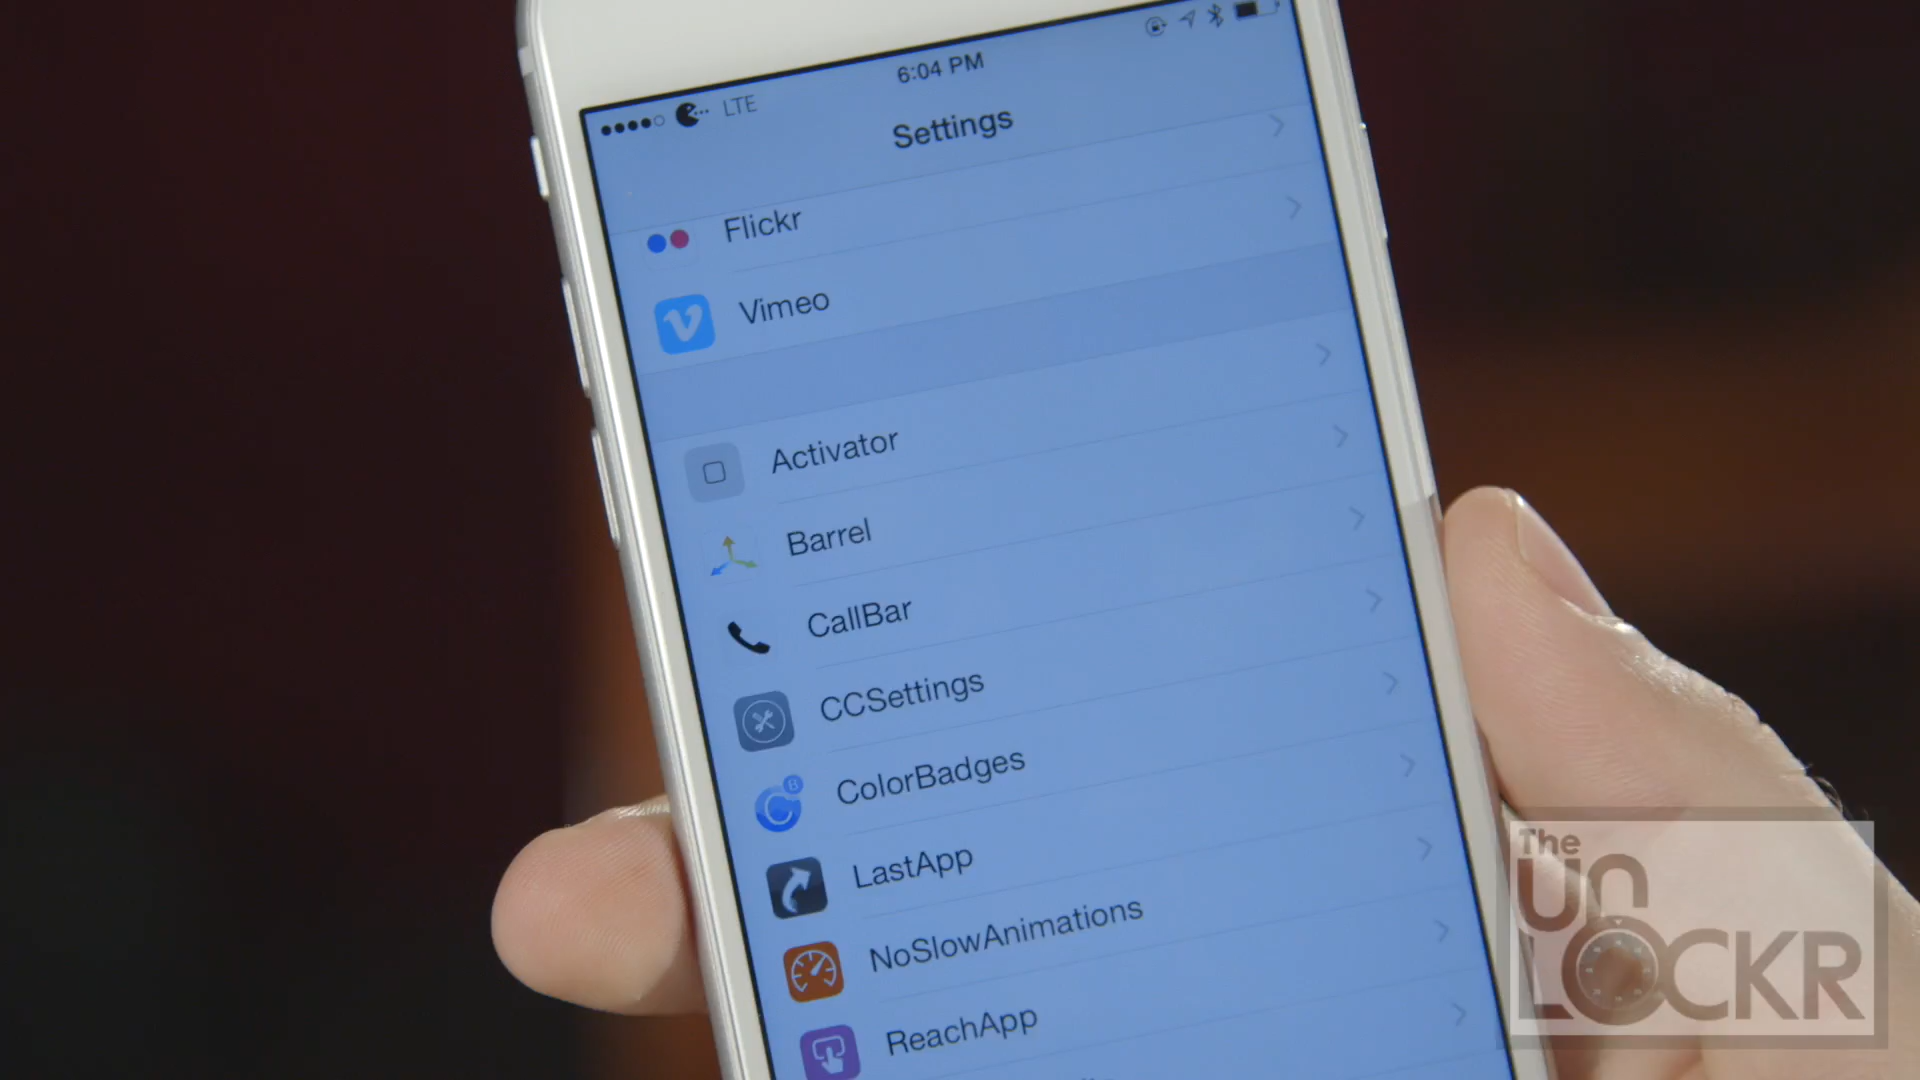 6:04 PM
LTE
Settings
Flickr
Vimeo
Activator
Barrel
CallBar
CCSettings
B
ColorBadges
LastApp
NoSlowAnimations
ReachApp
The
Un
LOCKR